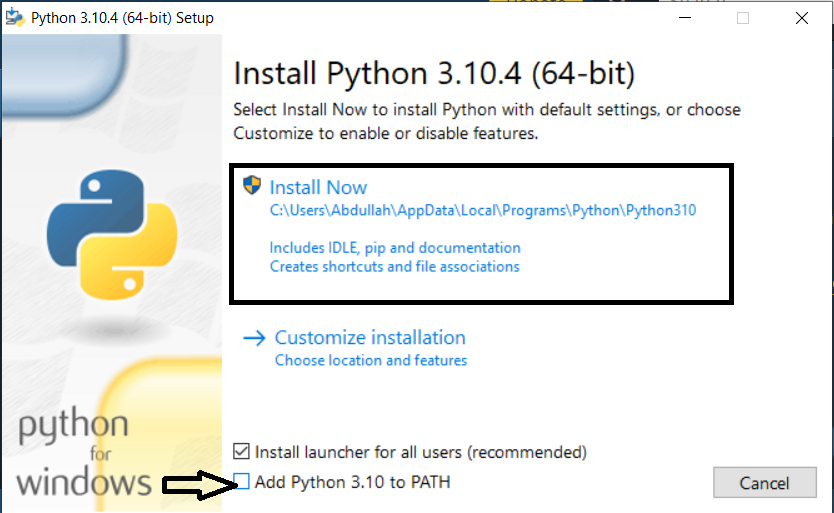 Python 3.10.4 (64-bit) Setup
Install Python 3.10.4 (64-bit)
Select Install Now to install Python with default settings, or choose
Customize to enable or disable features.
Install Now
C:\Users\Abdullah\AppData\Local\Programs\Python\Python310
Includes IDLE, pip and documentation
Creates shortcuts and file associations
Customize installation
Choose location and features
python
for
windows
Install launcher for all users (recommended)
Add Python 3.10 to PATH
Cancel